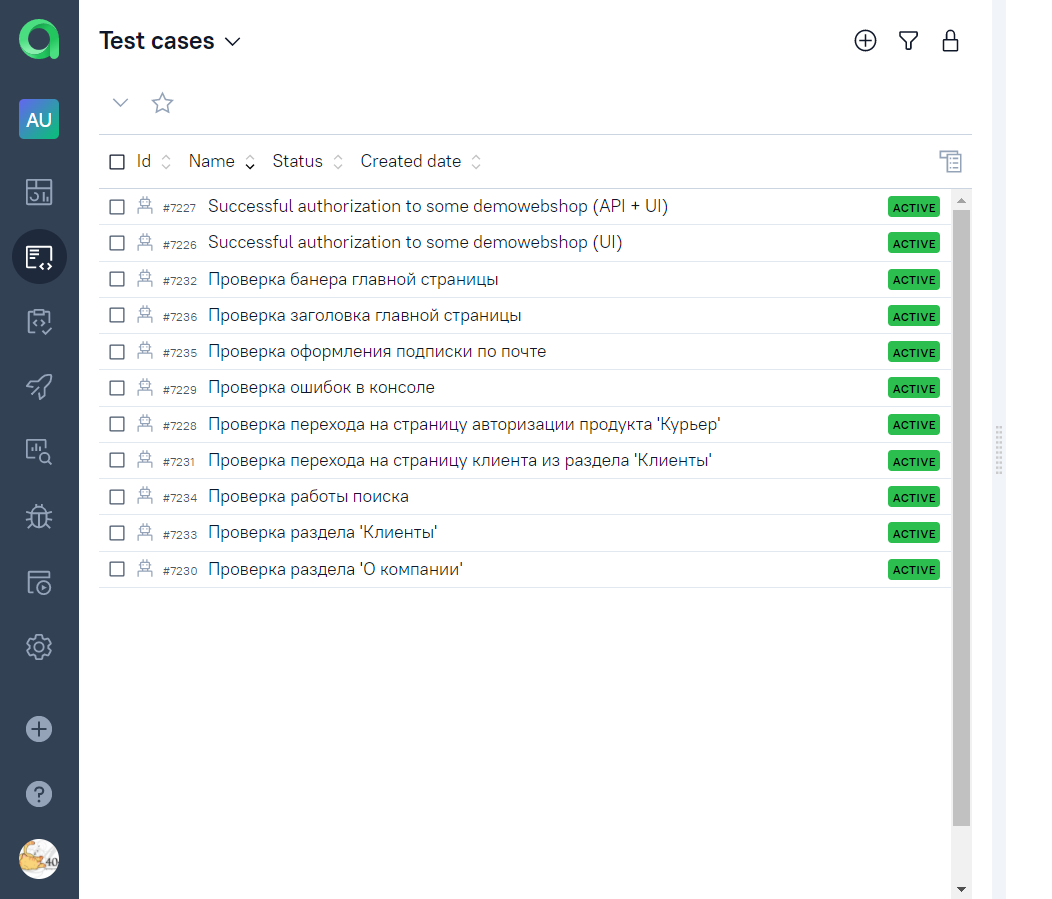 Test cases
AU
Id Name Status Created date
#7227 Successful authorization to some demowebshop (API + UI) ACTIVE
#7226 Successful authorization to some demowebshop (UI) ACTIVE
#7232 Проверка банера главной страницы ACTIVE
#7236 Проверка заголовка главной страницы ACTIVE
#7235 Проверка оформления подписки по почте ACTIVE
#7229 Проверка ошибок в консоле ACTIVE
#7228 Проверка перехода на страницу авторизации продукта 'Курьер' ACTIVE
#7231 Проверка перехода на страницу клиента из раздела 'Клиенты' ACTIVE
#7234 Проверка работы поиска ACTIVE
#7233 Проверка раздела 'Клиенты' ACTIVE
#7230 Проверка раздела 'О компании' ACTIVE
?
40